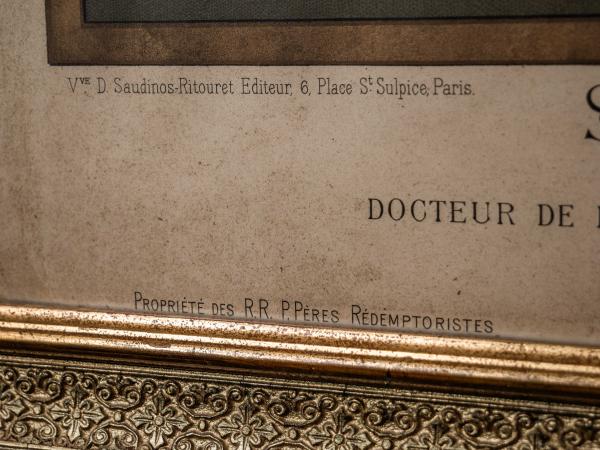 Vve D. Saudinos-Ritouret Editeur, 6, Place St Sulpice, Paris.
S
DOCTEUR DE
PROPRIÉTÉ DES R.R. P.PÈRES RÉDEMPTORISTES